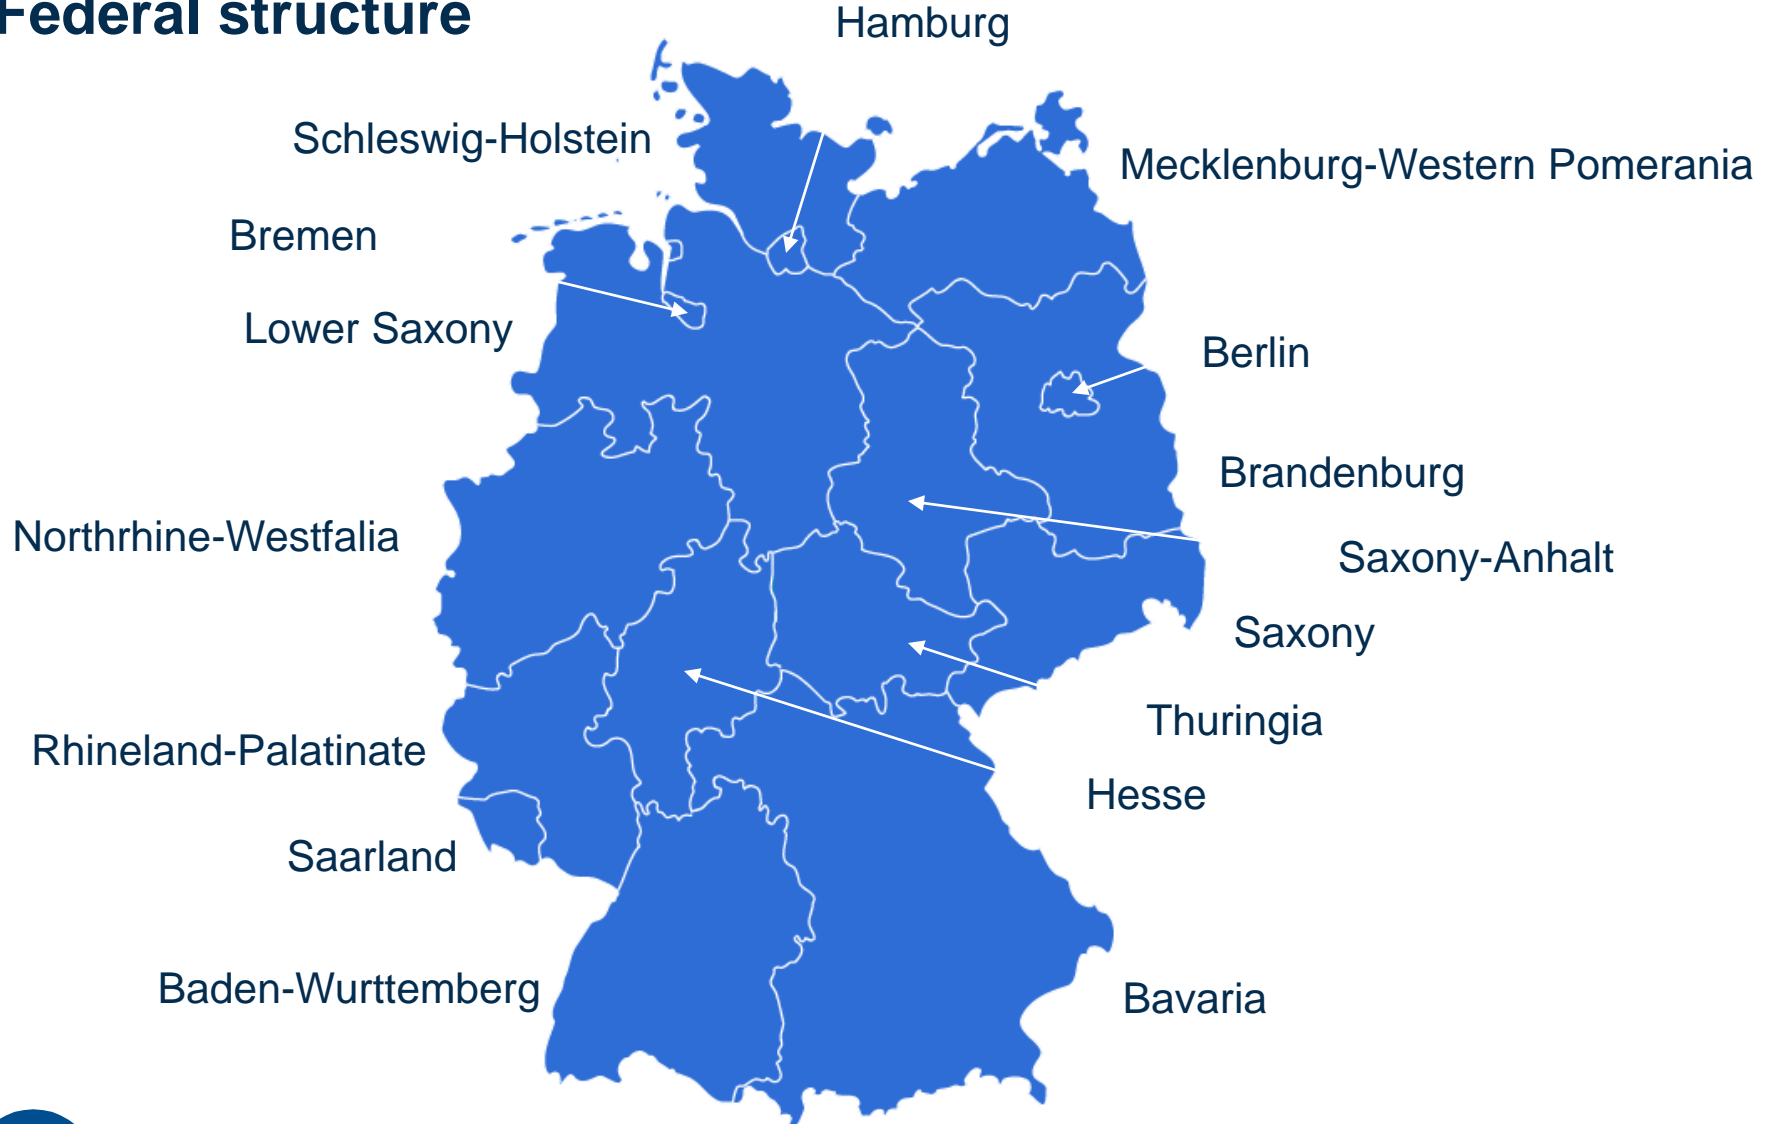 Federal structure
Hamburg
Schleswig-Holstein
Mecklenburg-Western Pomerania
Bremen
Lower Saxony
Berlin
Brandenburg
Northrhine-Westfalia
Saxony-Anhalt
Saxony
Thuringia
Rhineland-Palatinate
Hesse
Saarland
Baden-Wurttemberg
Bavaria